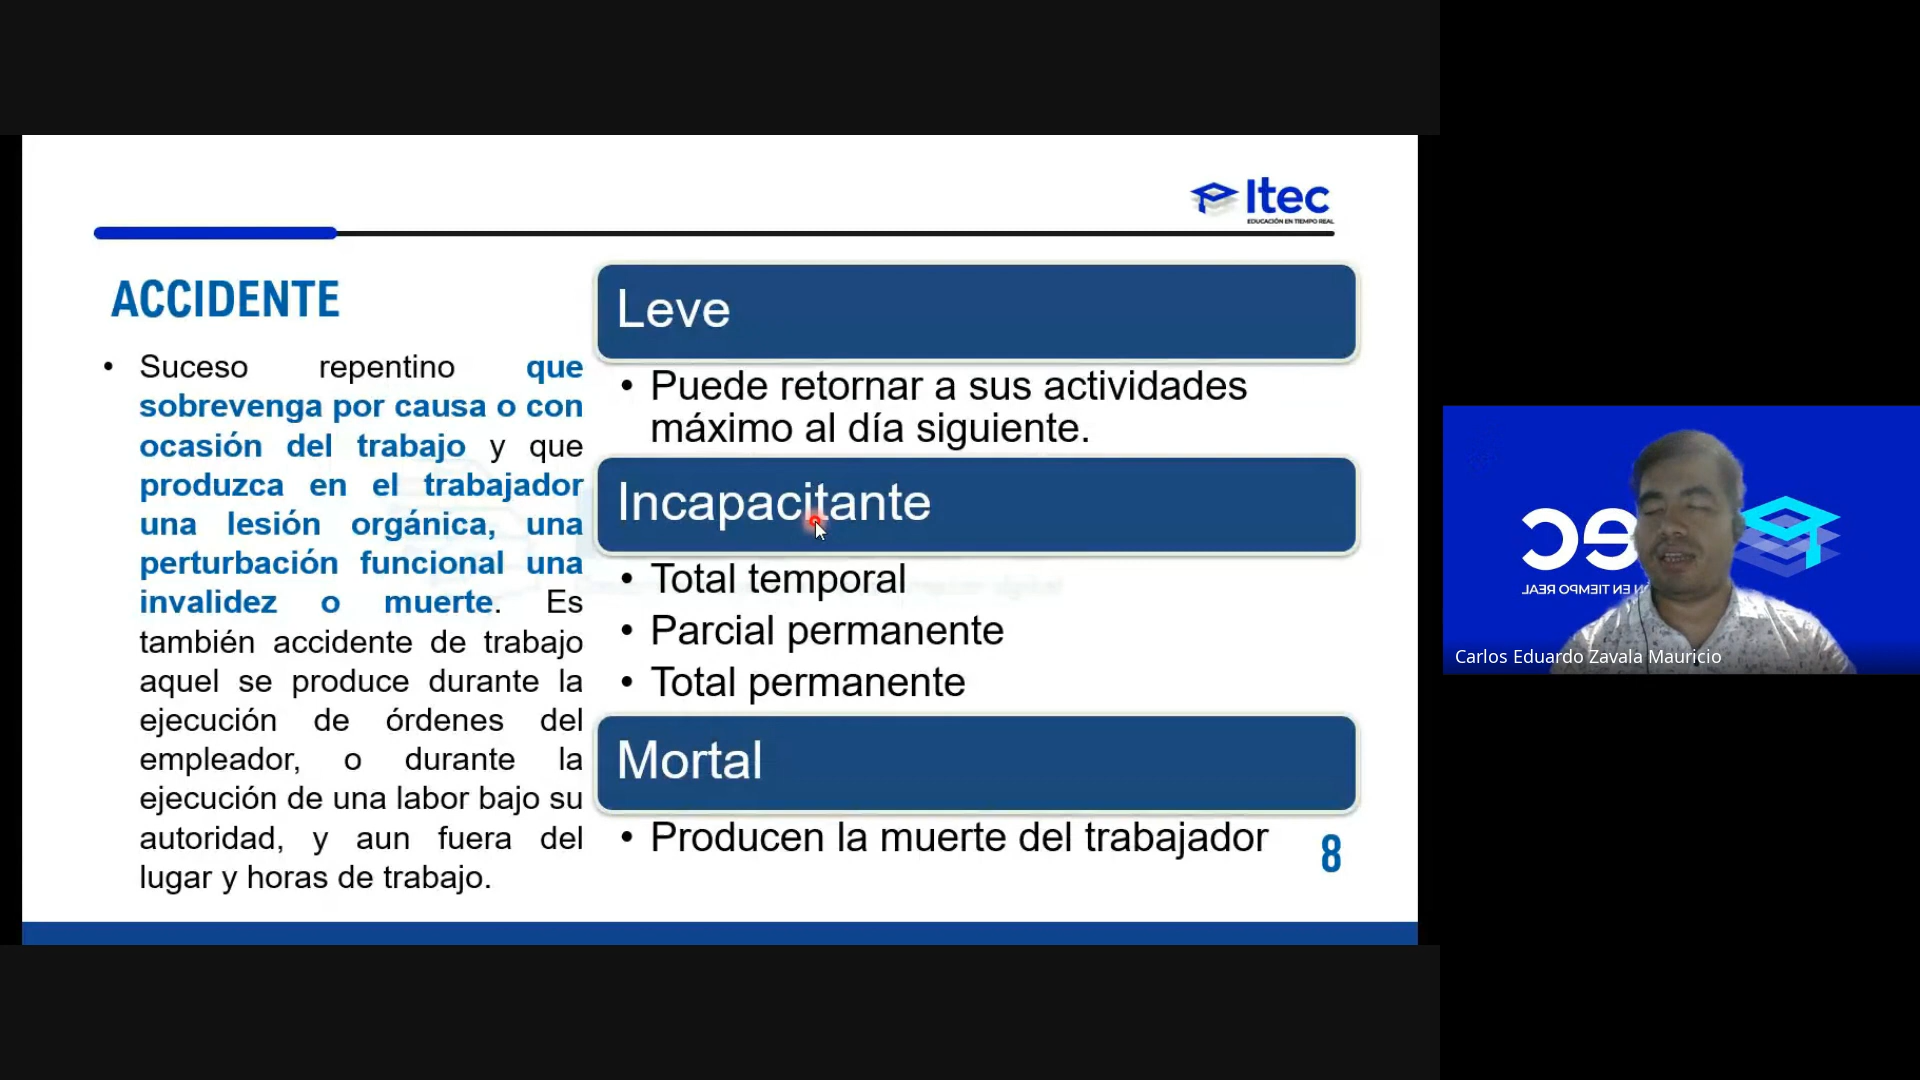 Itec
EDUCACIÓN EN TIEMPO REAL
ACCIDENTE
• Suceso repentino que
sobrevenga por causa o con
ocasión del trabajo y que
produzca en el trabajador
una lesión orgánica, una
perturbación funcional una
invalidez o muerte. Es
también accidente de trabajo
aquel se produce durante la
ejecución de órdenes del
empleador, o durante la
ejecución de una labor bajo su
autoridad, y aun fuera del
lugar y horas de trabajo.
Leve
• Puede retornar a sus actividades
máximo al día siguiente.
Incapacitante
• Total temporal
• Parcial permanente
• Total permanente
Mortal
• Producen la muerte del trabajador
8
ec
N EN TIEMPO REAL
Carlos Eduardo Zavala Mauricio